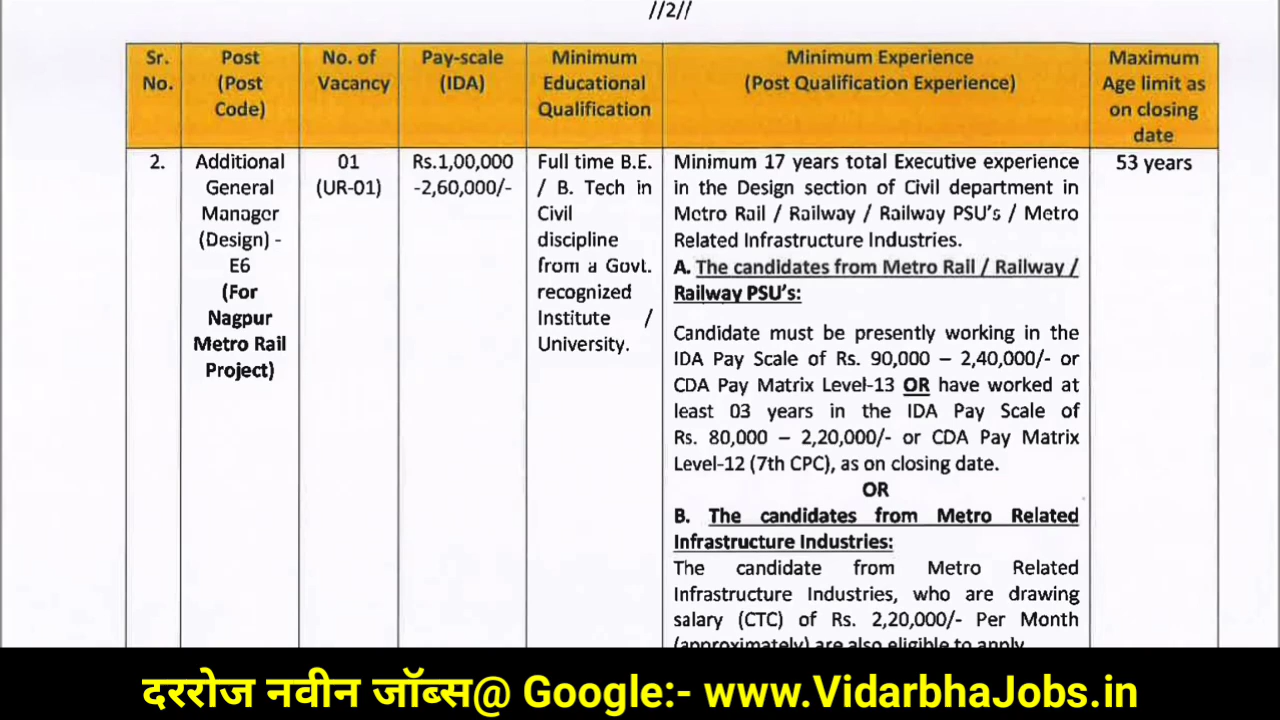 //2//
Sr. No.
Post (Post Code)
No. of Vacancy
Pay-scale (IDA)
Minimum Educational Qualification
Minimum Experience (Post Qualification Experience)
Maximum Age limit as on closing date
2.
Additional
General
Manager
(Design) -
E6
(For
Nagpur
Metro Rail
Project)
01
(UR-01)
Rs.1,00,000
-2,60,000/-
Full time B.E.
/ B. Tech in
Civil
discipline
from a Govt.
recognized
Institute /
University.
Minimum 17 years total Executive experience
in the Design section of Civil department in
Metro Rail / Railway / Railway PSU's / Metro
Related Infrastructure Industries.
A. The candidates from Metro Rail / Railway /
Railway PSU's:
Candidate must be presently working in the
IDA Pay Scale of Rs. 90,000 – 2,40,000/- or
CDA Pay Matrix Level-13 OR have worked at
least 03 years in the IDA Pay Scale of
Rs. 80,000 – 2,20,000/- or CDA Pay Matrix
Level-12 (7th CPC), as on closing date.
OR
B. The candidates from Metro Related
Infrastructure Industries:
The candidate from Metro Related
Infrastructure Industries, who are drawing
salary (CTC) of Rs. 2,20,000/- Per Month
(approximately) are also eligible to apply
53 years
दररोज नवीन जॉब्स@ Google:- www.VidarbhaJobs.in